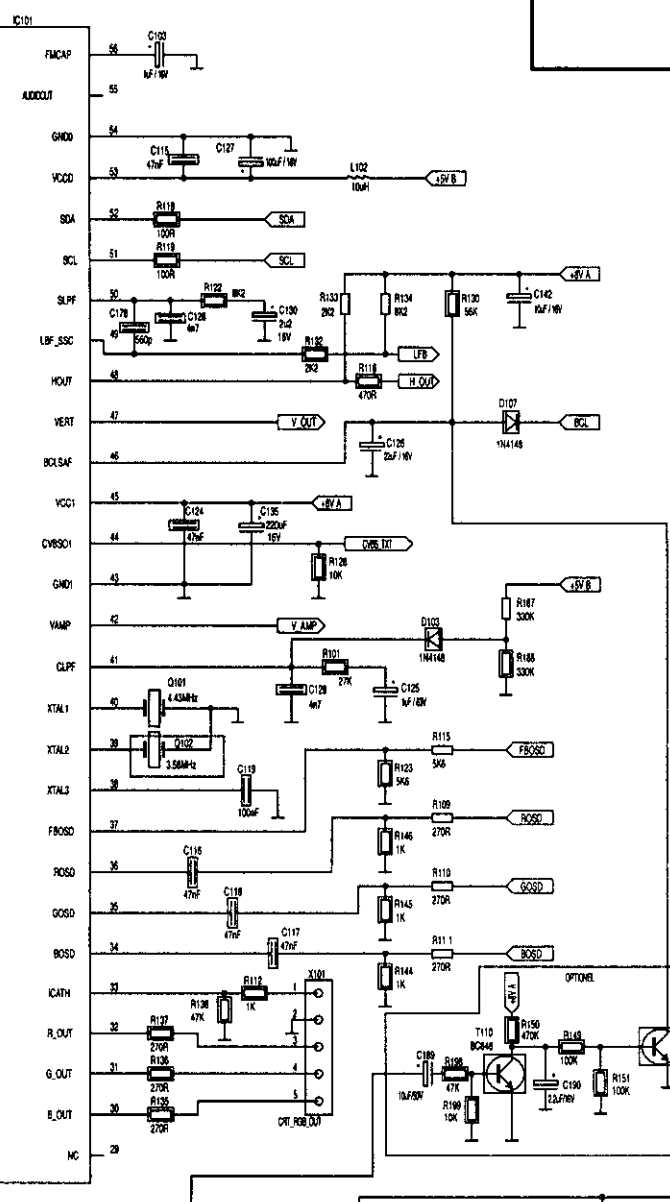 IC101
FMCAP 56
C103
1uF/16V
AUDIOOUT 55
GND0 54
C115
47nF
C127
100uF/16V
VCCD 53
L102
10uH
+5V B
SDA 52
R118
100R
SDA
SCL 51
R119
100R
SCL
SLPF 50
R122
8K2
C178
560p
C128
4n7
C130
2u2
16V
R133
2K2
R134
8K2
R130
56K
C142
10uF/16V
+8V A
LBF_SSC 49
R132
2K2
LFB
HOUT 48
R116
470R
H_OUT
VERT 47
V_OUT
D107
1N4148
BCL
BCLSAF 46
C126
22uF/16V
VCC1 45
C124
47nF
C135
220uF
16V
+8V A
CVBSO1 44
R128
10K
CVBS_TXT
GND1 43
+5V B
R187
330K
VAMP 42
V_AMP
D103
1N4148
R188
330K
CLPF 41
R101
27K
C129
4n7
C125
1uF/63V
XTAL1 40
Q101
4.43MHz
XTAL2 39
Q102
3.58MHz
R115
5K6
FBOSD
R123
5K6
XTAL3 38
C113
100nF
FBOSD 37
R109
270R
ROSD
R146
1K
ROSD 36
C116
47nF
R110
270R
GOSD
GOSD 35
C118
47nF
R145
1K
BOSD 34
C117
47nF
R111
270R
BOSD
R144
1K
ICATH 33
R138
47K
R112
1K
X101
1
2
3
4
5
CRT_RGB_OUT
OPTIONEL
R_OUT 32
R137
270R
G_OUT 31
R136
270R
B_OUT 30
R135
270R
NC 29
+8V A
R150
470K
T110
BC848
R149
100K
C189
10uF/50V
R198
47K
R199
10K
C190
2.2uF/16V
R151
100K